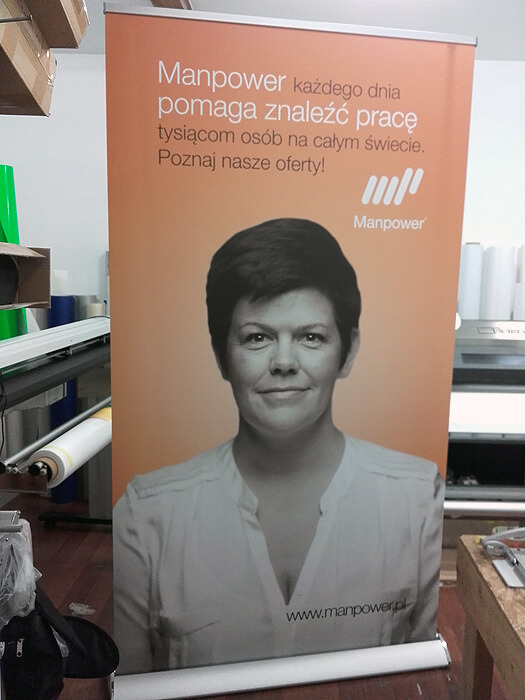 Manpower każdego dnia
pomaga znaleźć pracę
tysiącom osób na całym świecie.
Poznaj nasze oferty!
Manpower
www.manpower.pl